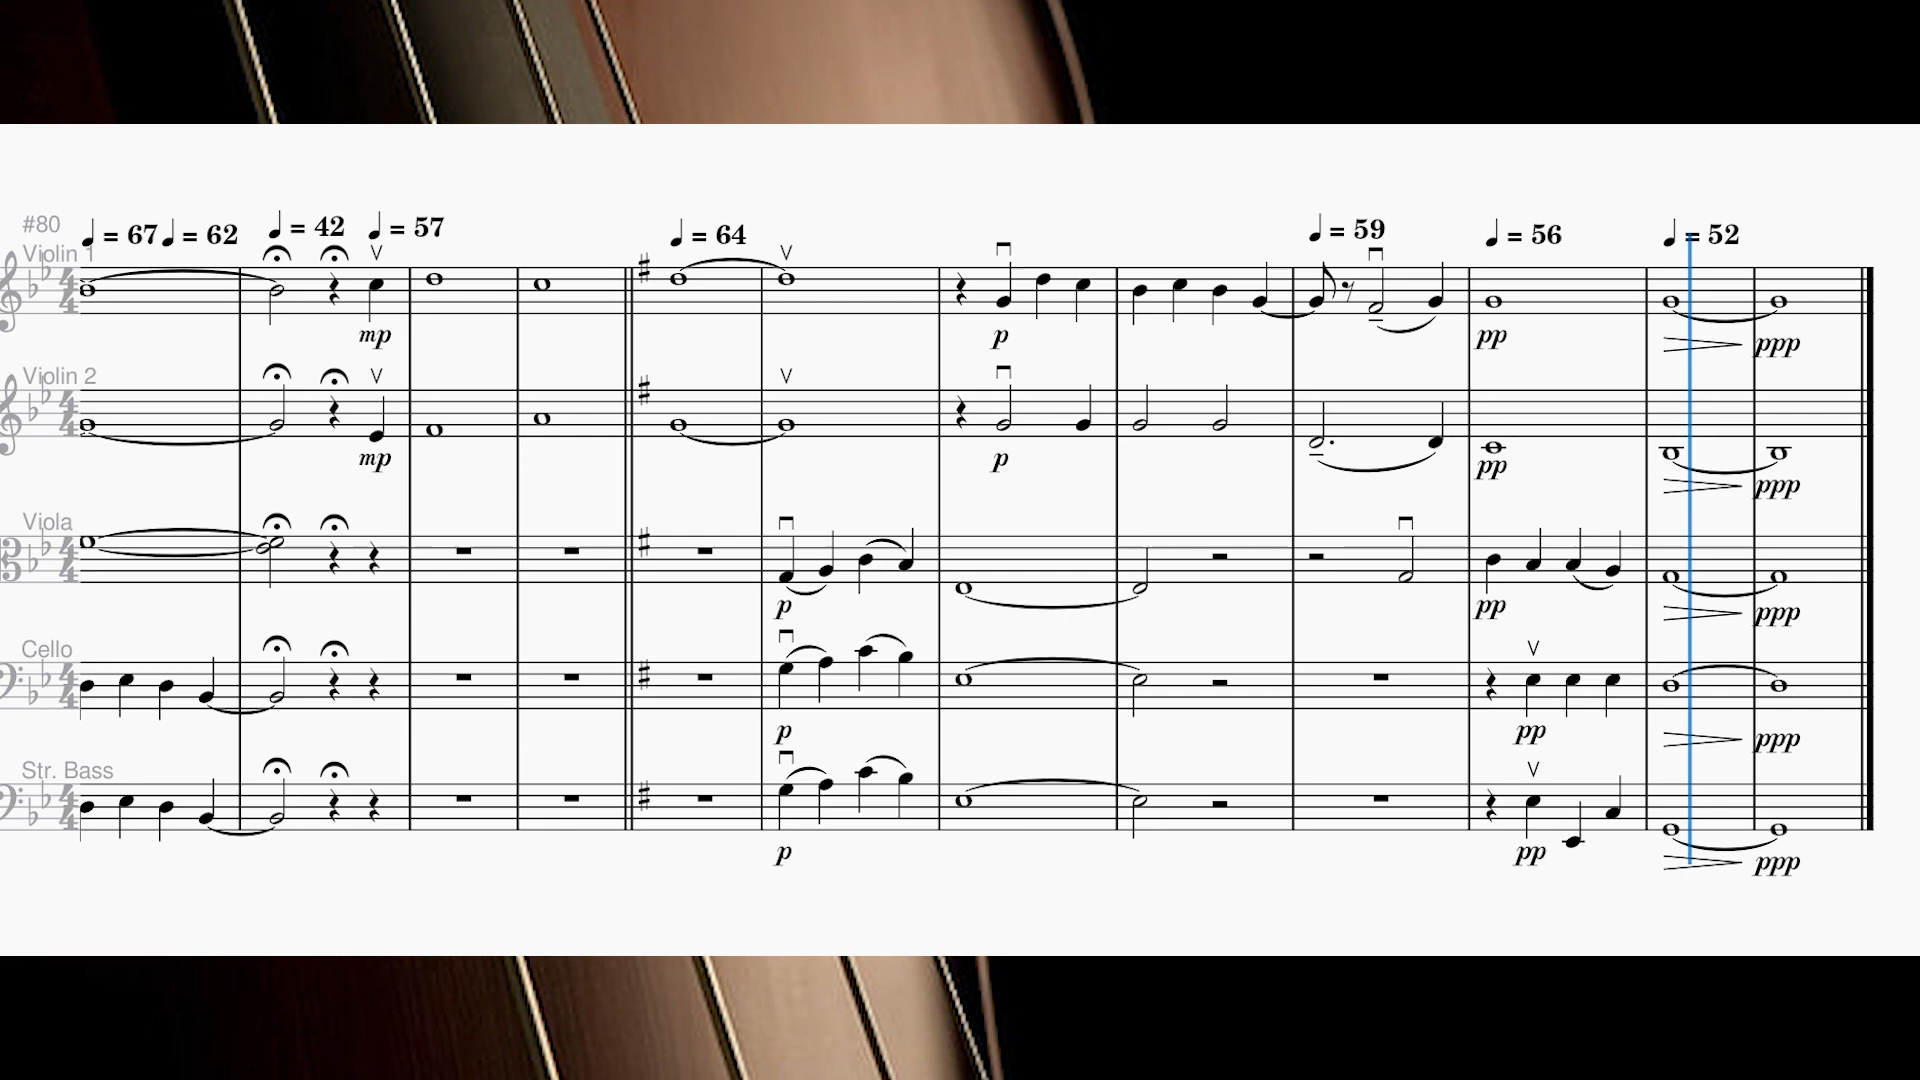 #80
♩ = 67 ♩ = 62 ♩ = 42 ♩ = 57 ♩ = 64 ♩ = 59 ♩ = 56 ♩ = 52
Violin 1
mp p pp ppp
Violin 2
mp p pp ppp
Viola
p pp ppp
Cello
p pp ppp
Str. Bass
p pp ppp